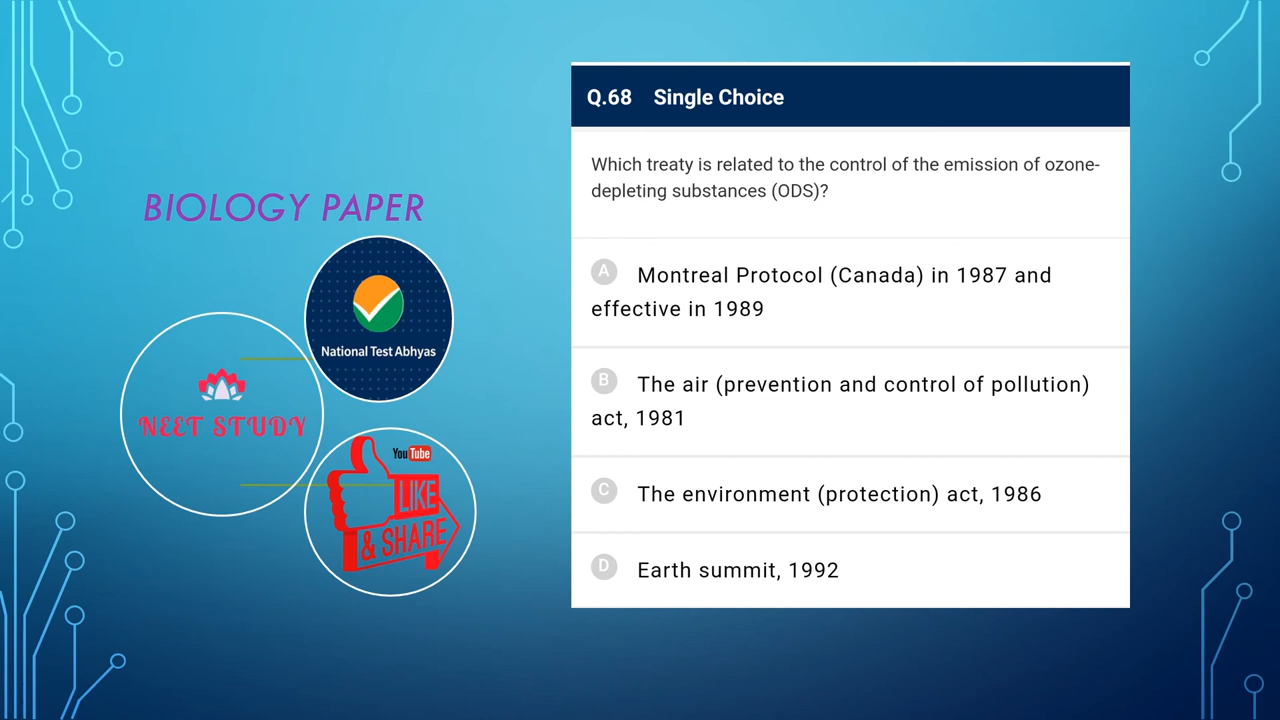 BIOLOGY PAPER
National Test Abhyas
NEET STUDY
You Tube
LIKE
& SHARE
Q.68 Single Choice
Which treaty is related to the control of the emission of ozone-
depleting substances (ODS)?
A Montreal Protocol (Canada) in 1987 and
effective in 1989
B The air (prevention and control of pollution)
act, 1981
C The environment (protection) act, 1986
D Earth summit, 1992